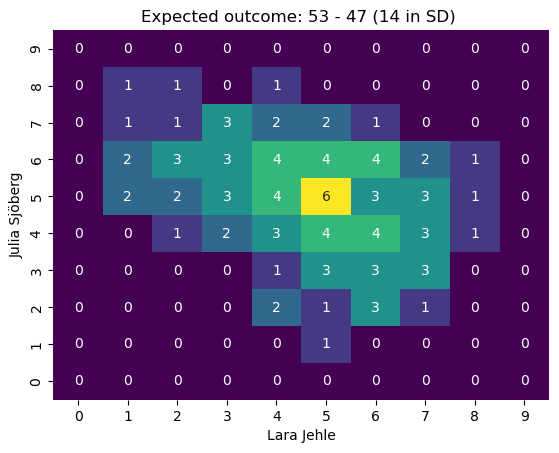 Expected outcome: 53 - 47 (14 in SD)
Julia Sjöberg
9 0 0 0 0 0 0 0 0 0 0
8 0 1 1 0 1 0 0 0 0 0
7 0 1 1 3 2 2 1 0 0 0
6 0 2 3 3 4 4 4 2 1 0
5 0 2 2 3 4 6 3 3 1 0
4 0 0 1 2 3 4 4 3 1 0
3 0 0 0 0 1 3 3 3 0 0
2 0 0 0 0 2 1 3 1 0 0
1 0 0 0 0 0 1 0 0 0 0
0 0 0 0 0 0 0 0 0 0 0
0 1 2 3 4 5 6 7 8 9
Lara Jehle